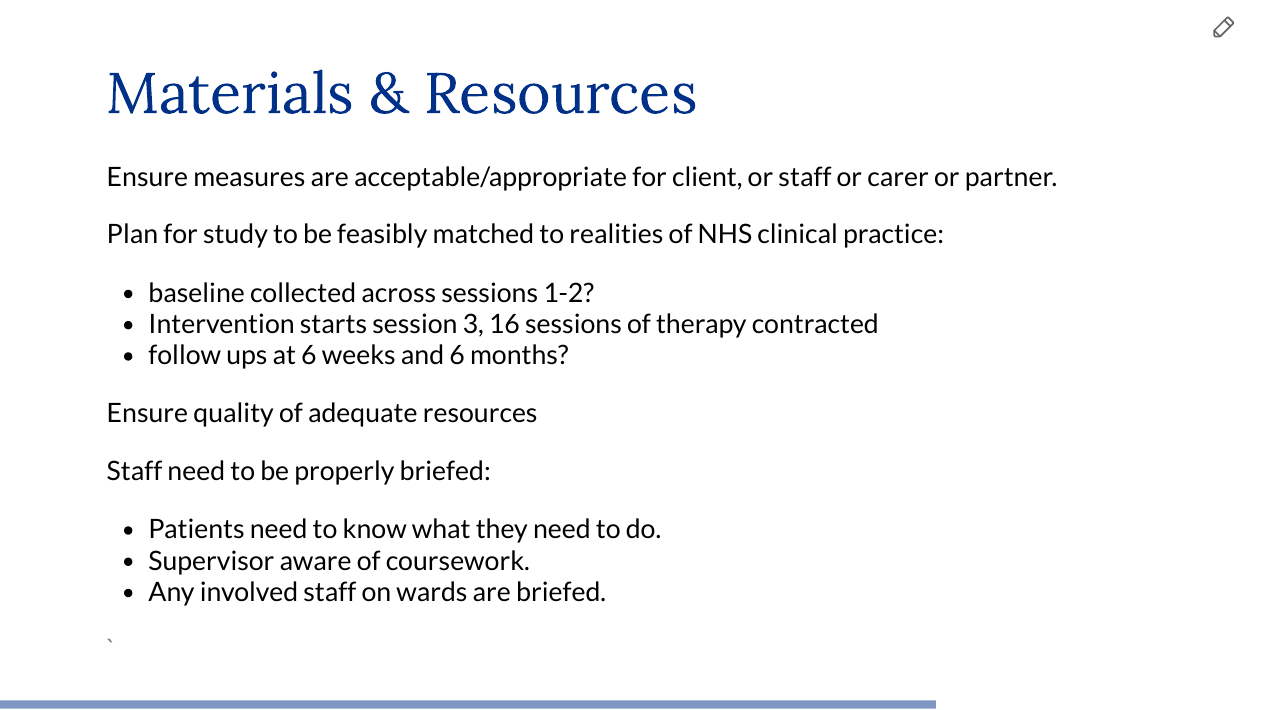 Materials & Resources
Ensure measures are acceptable/appropriate for client, or staff or carer or partner.
Plan for study to be feasibly matched to realities of NHS clinical practice:
• baseline collected across sessions 1-2?
• Intervention starts session 3, 16 sessions of therapy contracted
• follow ups at 6 weeks and 6 months?
Ensure quality of adequate resources
Staff need to be properly briefed:
• Patients need to know what they need to do.
• Supervisor aware of coursework.
• Any involved staff on wards are briefed.
`